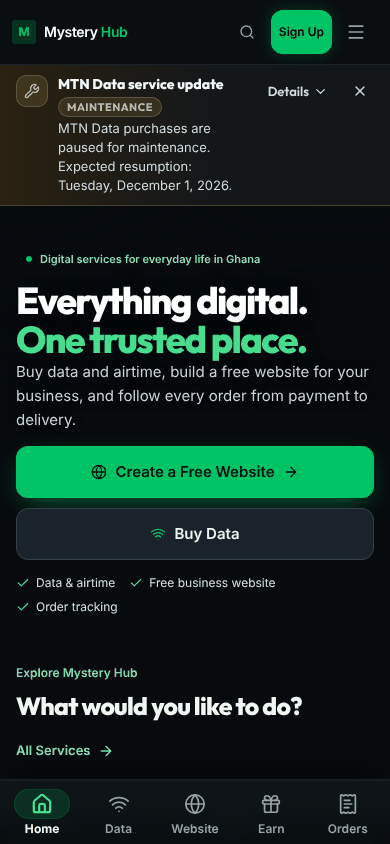 M Mystery Hub Sign Up
MTN Data service update
Details
MAINTENANCE
MTN Data purchases are
paused for maintenance.
Expected resumption:
Tuesday, December 1, 2026.
Digital services for everyday life in Ghana
Everything digital.
One trusted place.
Buy data and airtime, build a free website for your
business, and follow every order from payment to
delivery.
Create a Free Website
Buy Data
Data & airtime Free business website
Order tracking
Explore Mystery Hub
What would you like to do?
All Services
Home Data Website Earn Orders